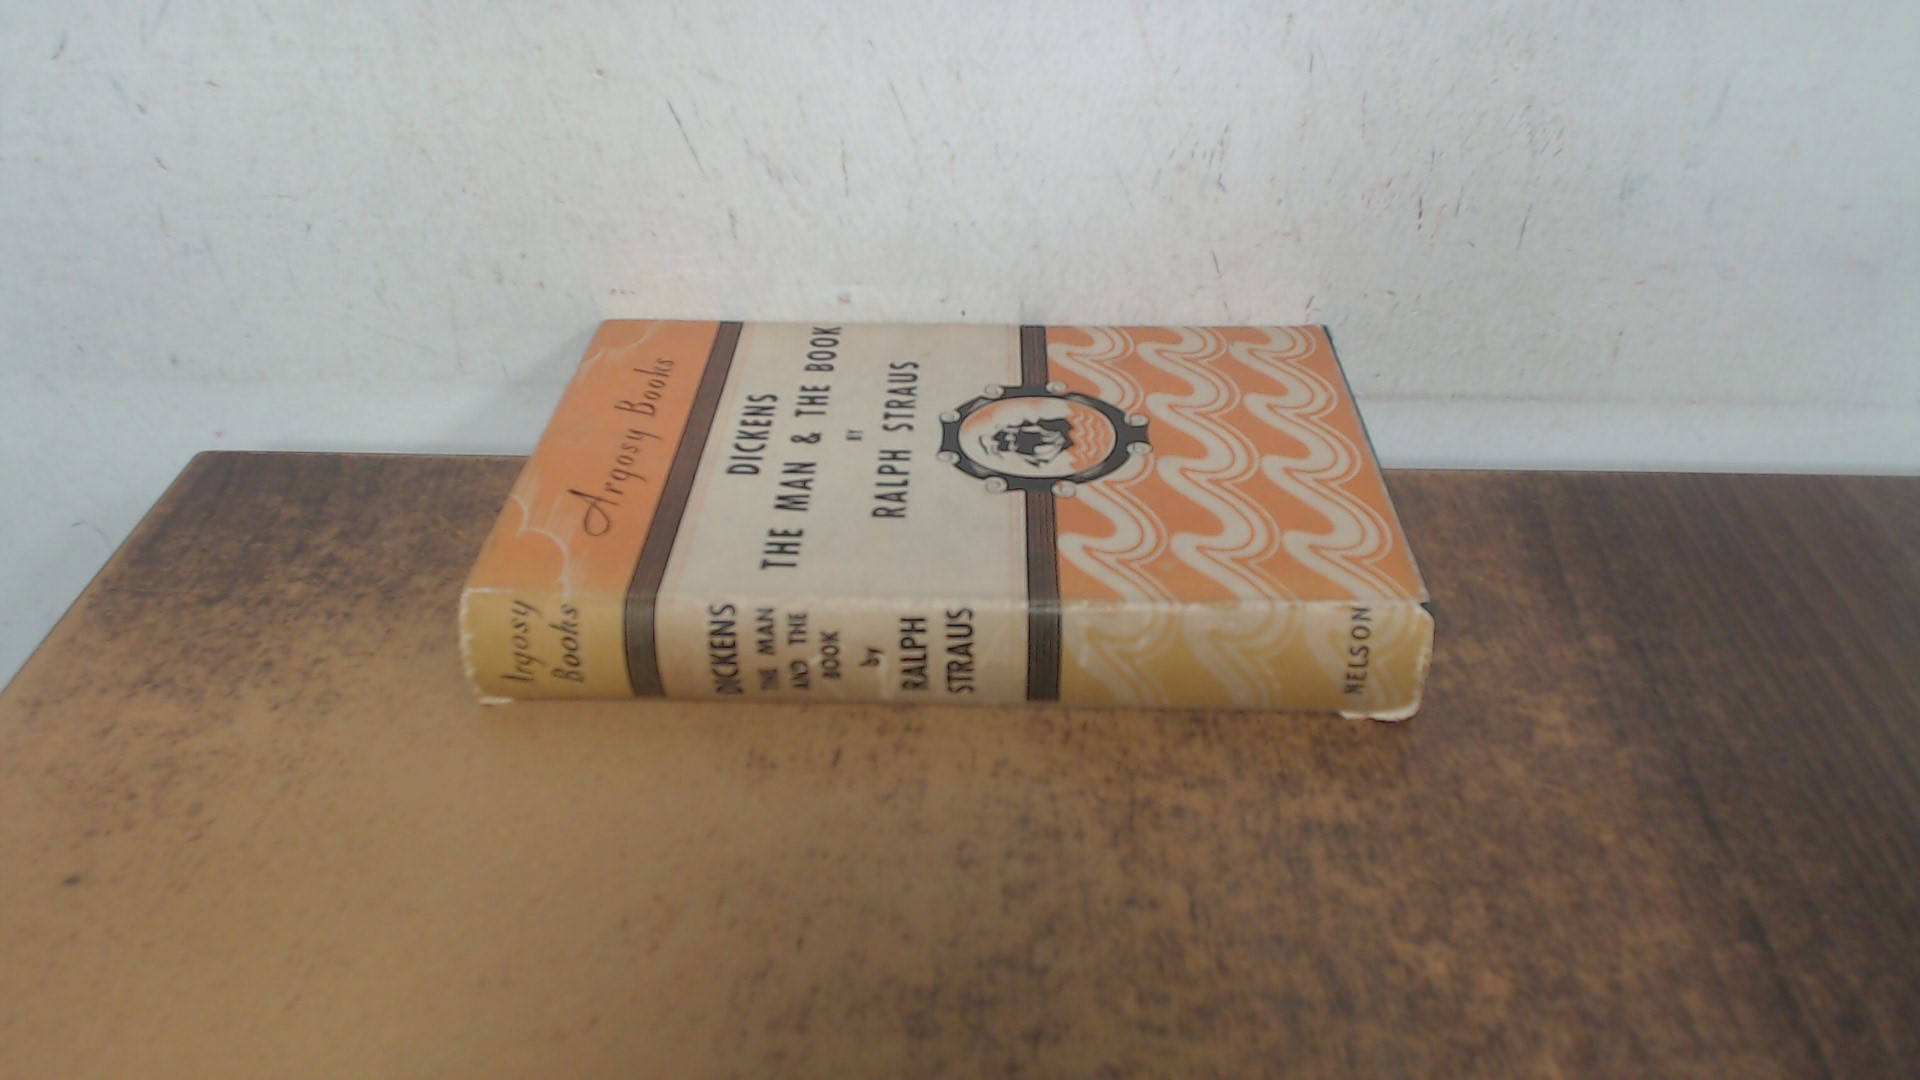 Argosy Books
DICKENS
THE MAN & THE BOOK
BY
RALPH STRAUS
Argosy
Books
DICKENS
THE MAN
AND THE
BOOK
by
RALPH
STRAUS
NELSON